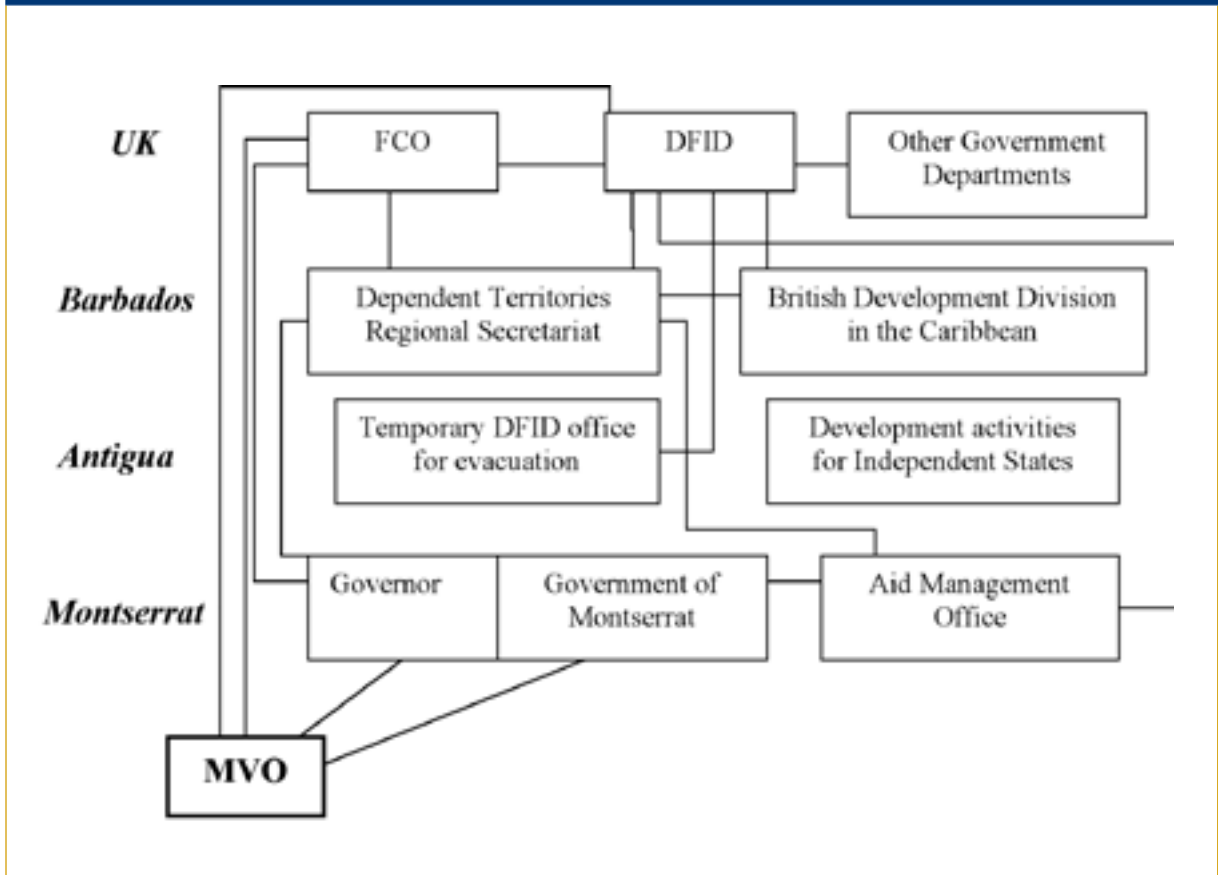 UK
FCO
DFID
Other Government
Departments
Barbados
Dependent Territories
Regional Secretariat
British Development Division
in the Caribbean
Antigua
Temporary DFID office
for evacuation
Development activities
for Independent States
Montserrat
Governor
Government of
Montserrat
Aid Management
Office
MVO